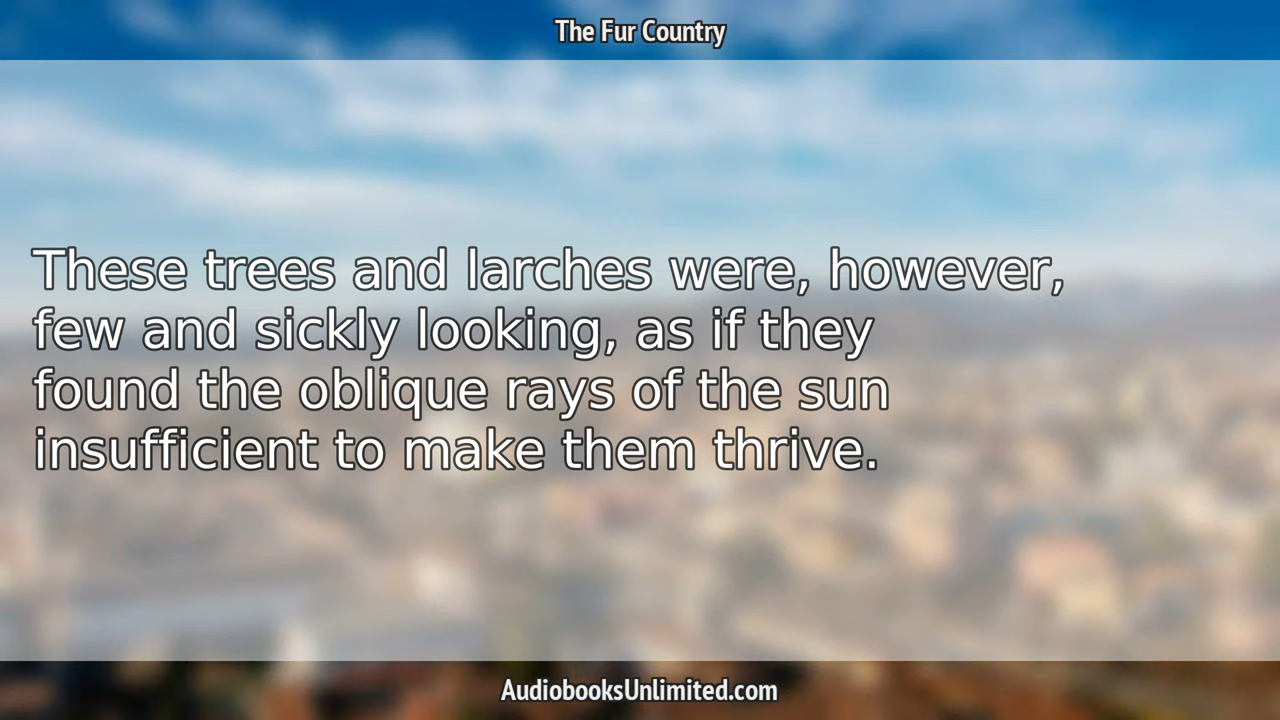 The Fur Country
These trees and larches were, however,
few and sickly looking, as if they
found the oblique rays of the sun
insufficient to make them thrive.
AudiobooksUnlimited.com